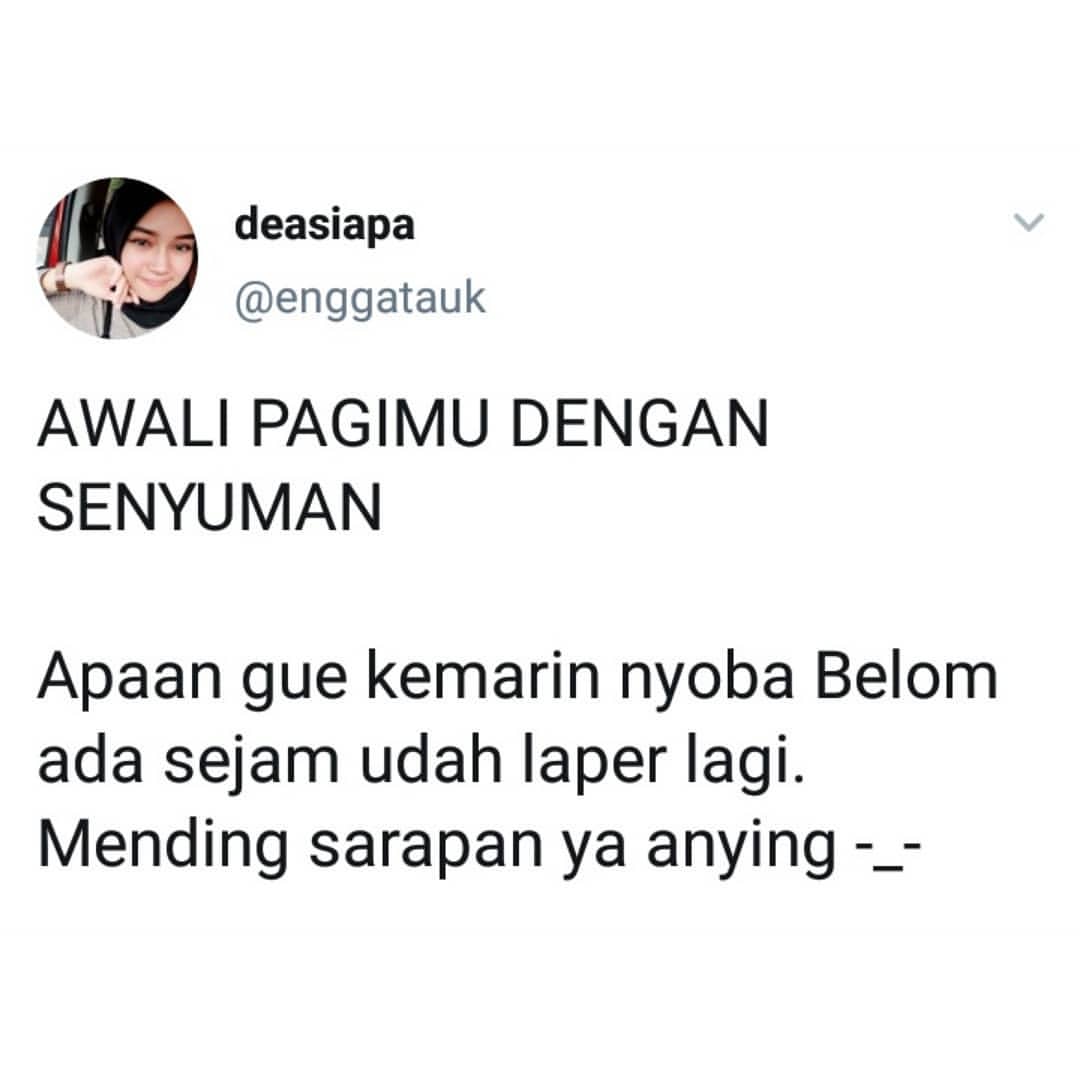 deasiapa
@enggatauk
AWALI PAGIMU DENGAN
SENYUMAN
Apaan gue kemarin nyoba Belom
ada sejam udah laper lagi.
Mending sarapan ya anying -_-